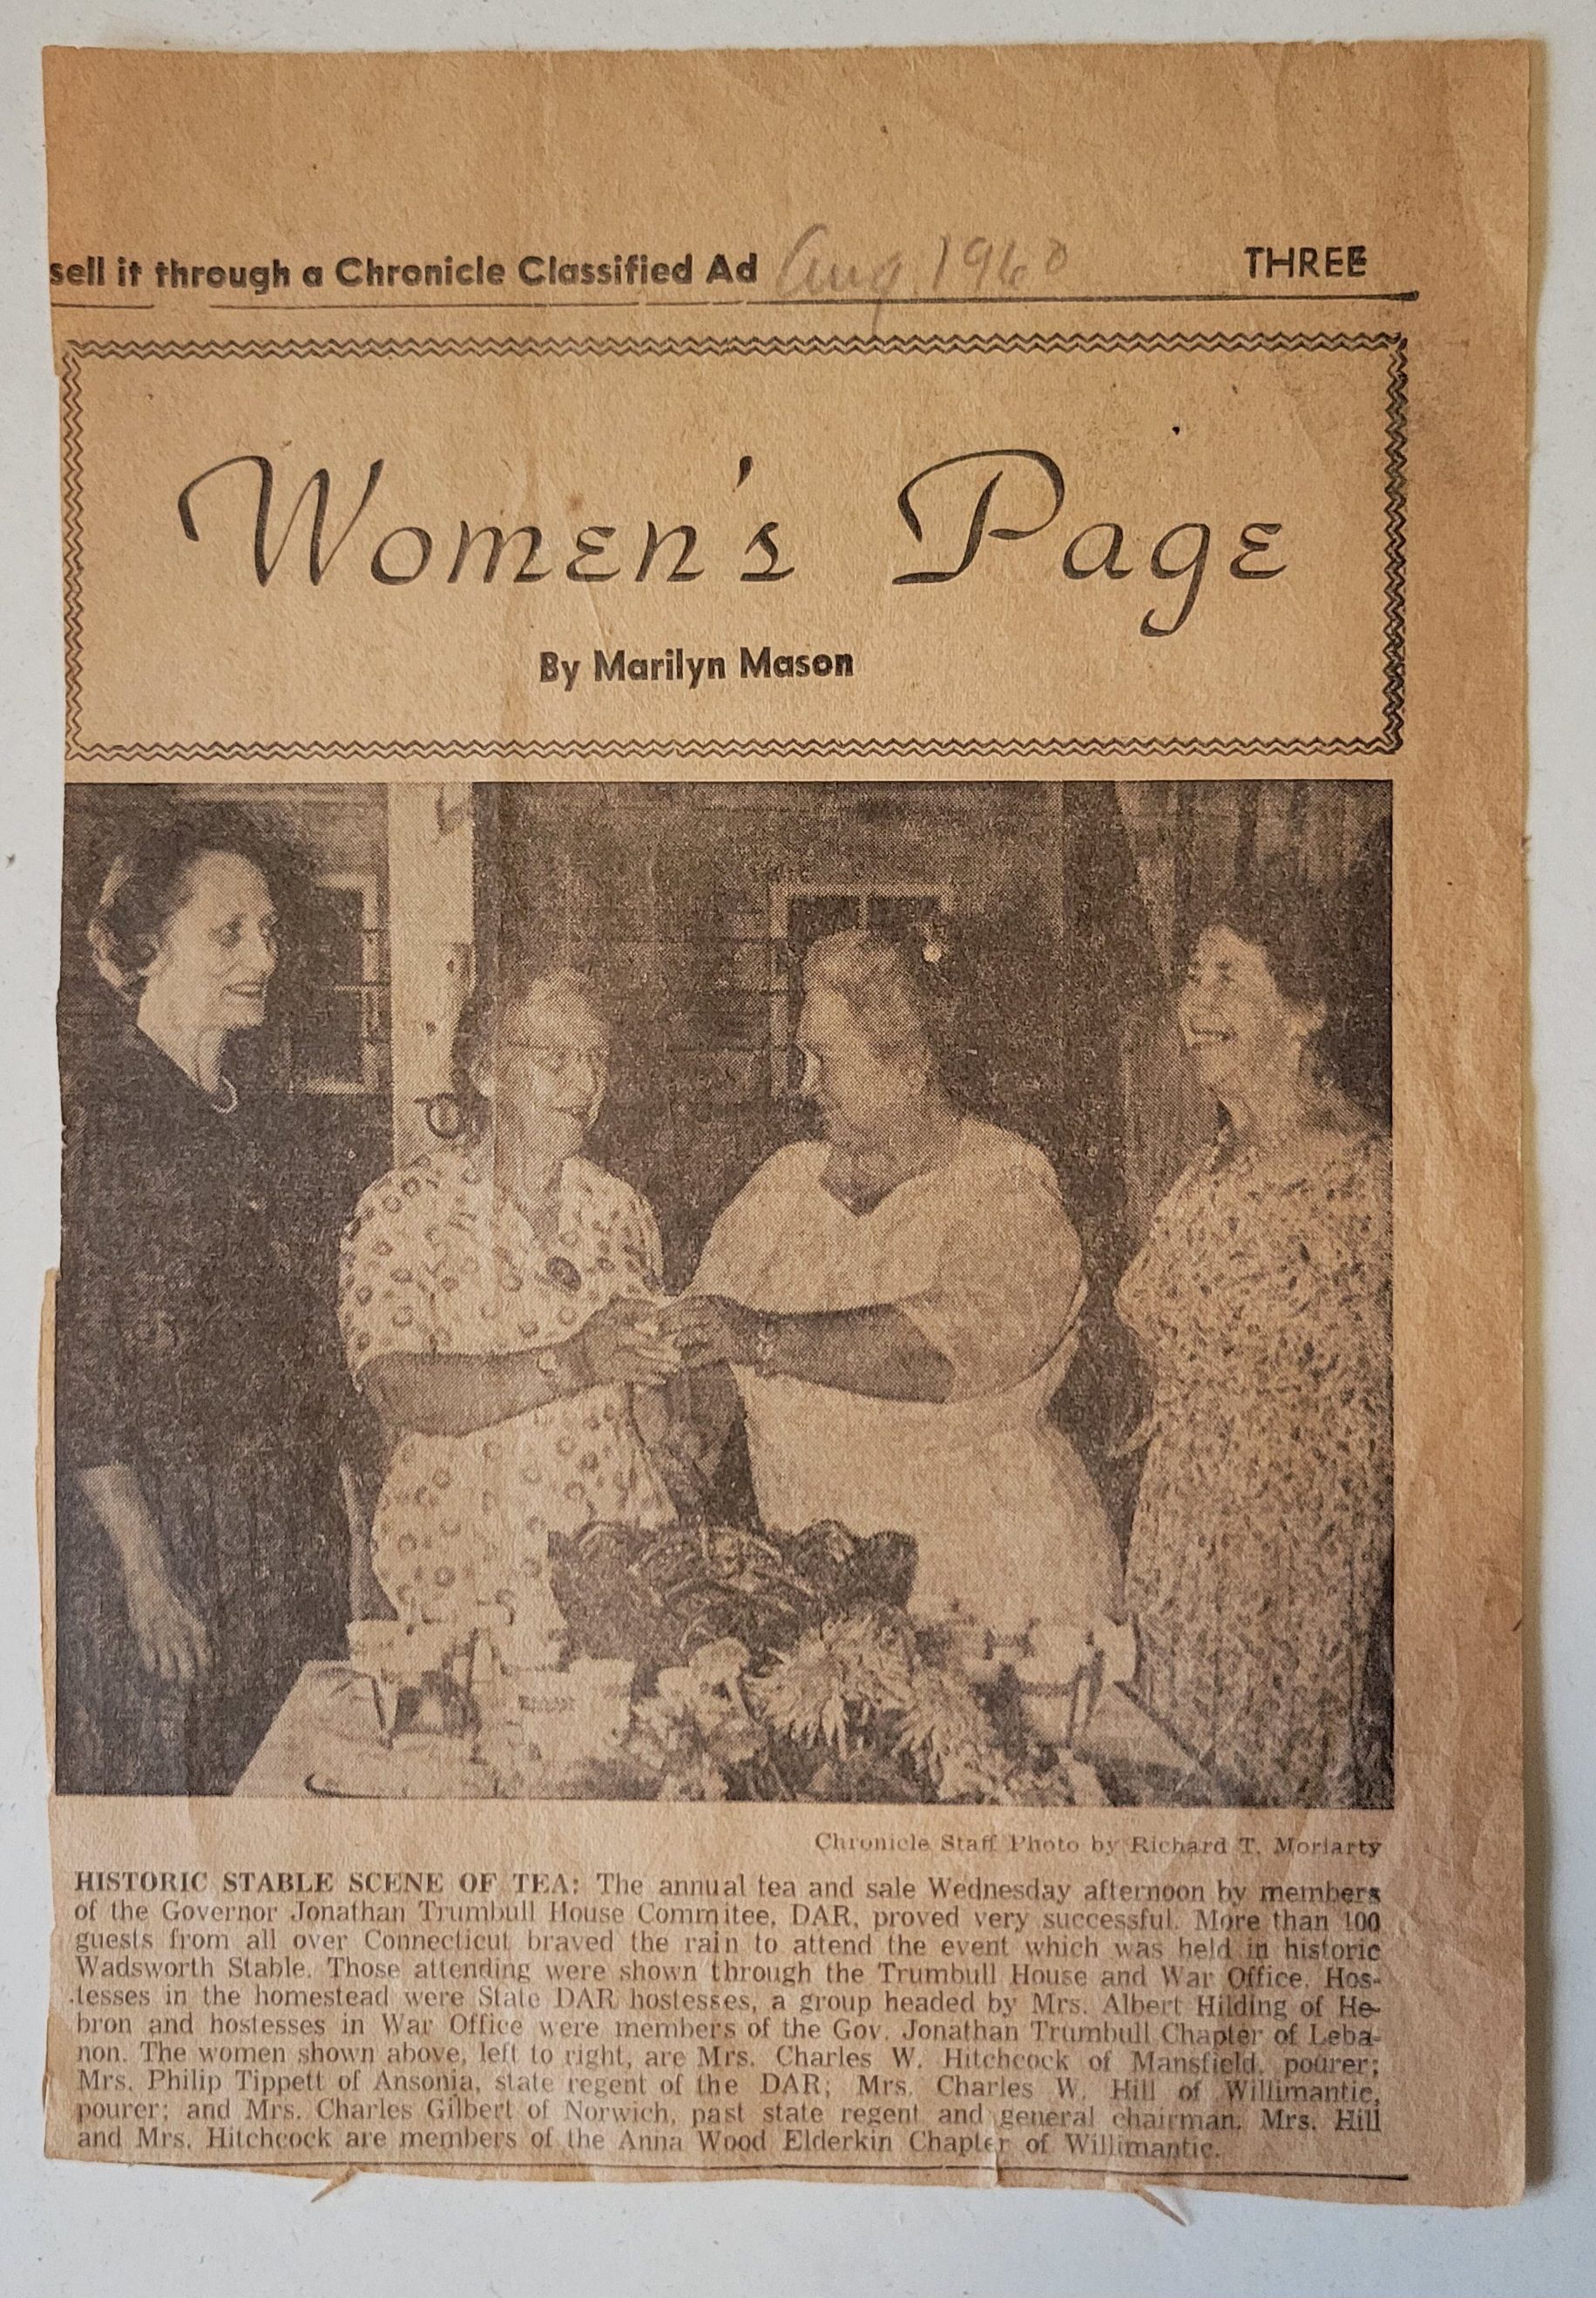 sell it through a Chronicle Classified Ad Aug. 1960 THREE
Women's Page
By Marilyn Mason
Chronicle Staff Photo by Richard T. Moriarty
HISTORIC STABLE SCENE OF TEA: The annual tea and sale Wednesday afternoon by members
of the Governor Jonathan Trumbull House Commitee, DAR, proved very successful. More than 100
guests from all over Connecticut braved the rain to attend the event which was held in historic
Wadsworth Stable. Those attending were shown through the Trumbull House and War Office. Hos-
tesses in the homestead were State DAR hostesses, a group headed by Mrs. Albert Hilding of He-
bron and hostesses in War Office were members of the Gov. Jonathan Trumbull Chapter of Leba-
non. The women shown above, left to right, are Mrs. Charles W. Hitchcock of Mansfield, pourer;
Mrs. Philip Tippett of Ansonia, state regent of the DAR; Mrs. Charles W. Hill of Willimantic,
pourer; and Mrs. Charles Gilbert of Norwich, past state regent and general chairman. Mrs. Hill
and Mrs. Hitchcock are members of the Anna Wood Elderkin Chapter of Willimantic.